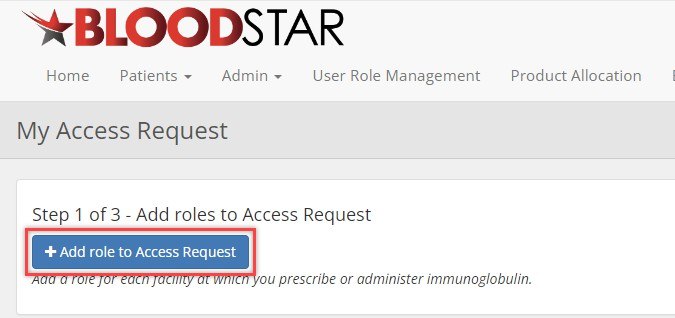 BLOODSTAR
Home Patients Admin User Role Management Product Allocation
My Access Request
Step 1 of 3 - Add roles to Access Request
+ Add role to Access Request
Add a role for each facility at which you prescribe or administer immunoglobulin.